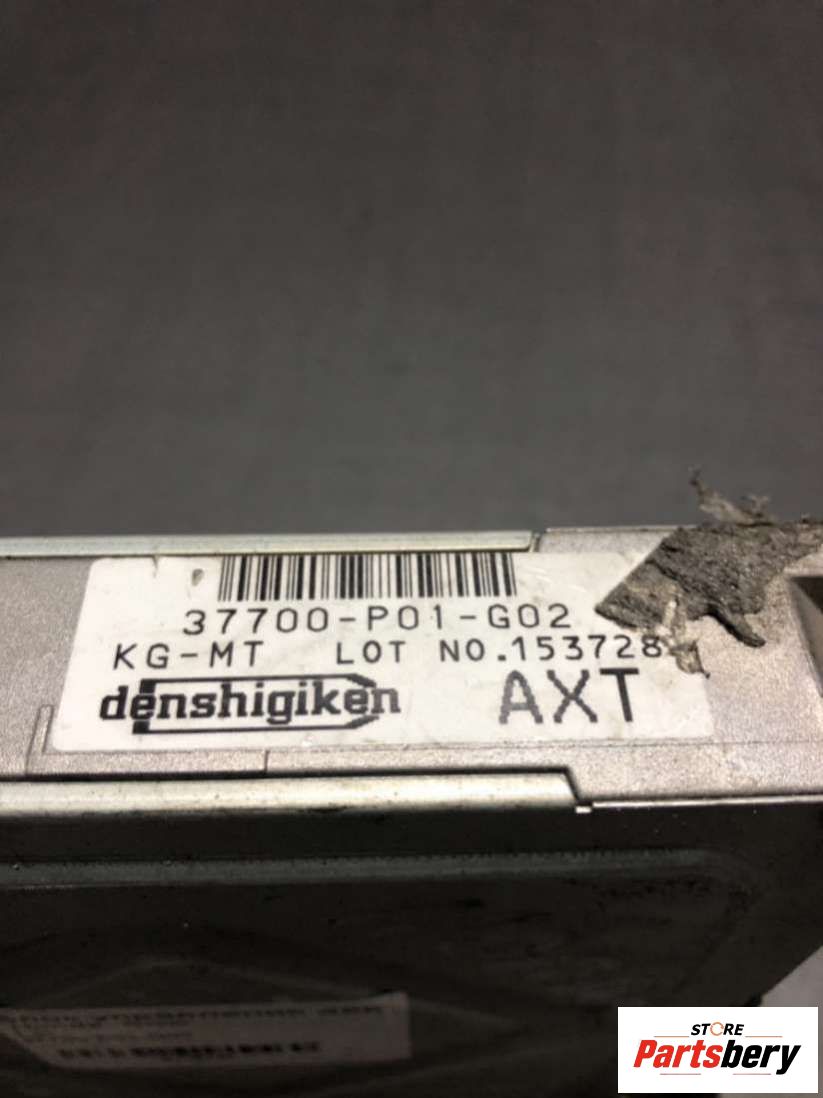 37700-P01-G02
KG-MT LOT NO.153728
denshigiken AXT
STORE
Partsbery